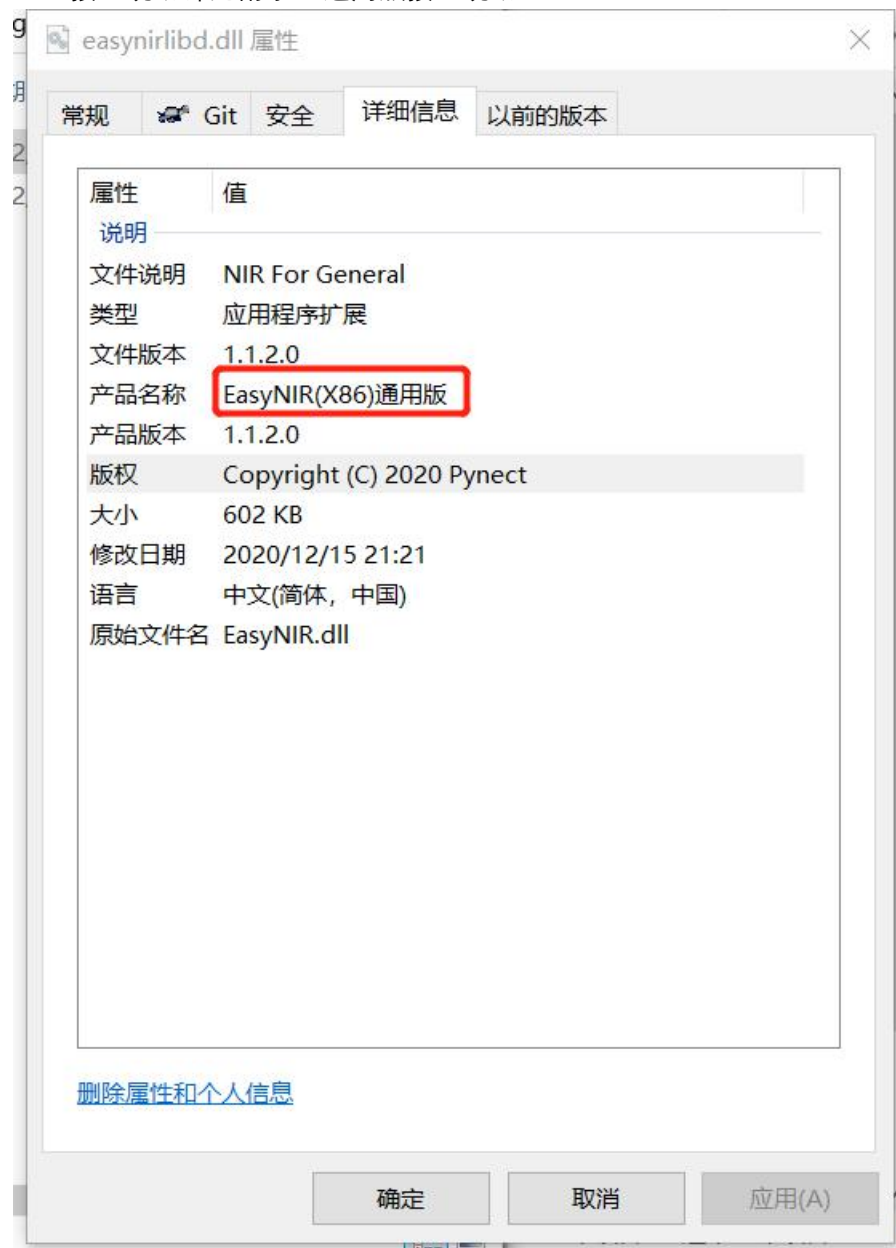 easynirlibd.dll 属性
常规 Git 安全 详细信息 以前的版本
属性 值
说明
文件说明 NIR For General
类型 应用程序扩展
文件版本 1.1.2.0
产品名称 EasyNIR(X86)通用版
产品版本 1.1.2.0
版权 Copyright (C) 2020 Pynect
大小 602 KB
修改日期 2020/12/15 21:21
语言 中文(简体，中国)
原始文件名 EasyNIR.dll
删除属性和个人信息
确定 取消 应用(A)